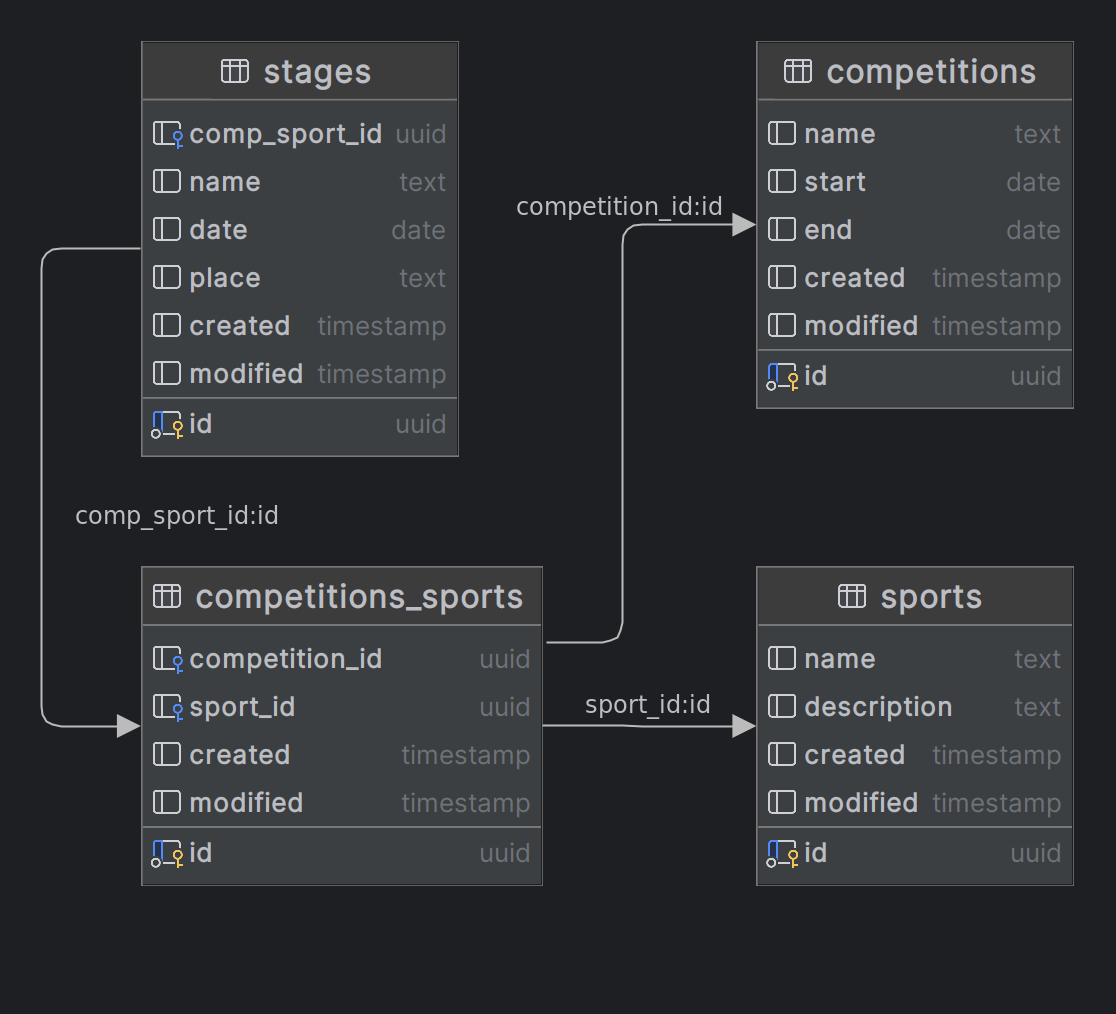 stages
comp_sport_id uuid
name text
date date
place text
created timestamp
modified timestamp
id uuid
competitions
name text
start date
end date
created timestamp
modified timestamp
id uuid
competition_id:id
comp_sport_id:id
competitions_sports
competition_id uuid
sport_id uuid
created timestamp
modified timestamp
id uuid
sport_id:id
sports
name text
description text
created timestamp
modified timestamp
id uuid